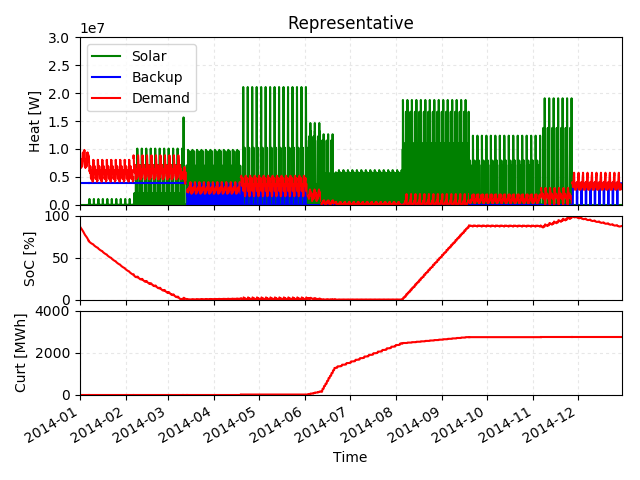 Representative
1e7
3.0
2.5
2.0
1.5
1.0
0.5
0.0
Heat [W]
Solar
Backup
Demand
100
50
0
SoC [%]
4000
2000
0
Curt [MWh]
2014-01
2014-02
2014-03
2014-04
2014-05
2014-06
2014-07
2014-08
2014-09
2014-10
2014-11
2014-12
Time